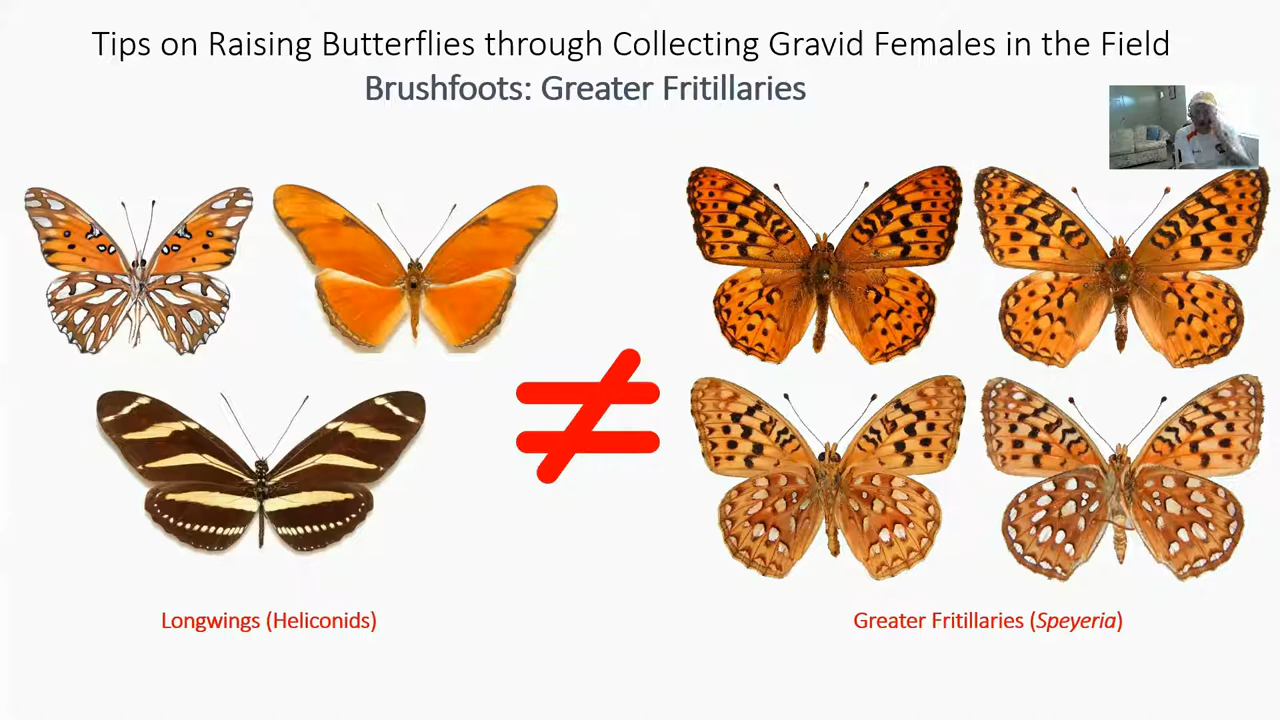 Tips on Raising Butterflies through Collecting Gravid Females in the Field
Brushfoots: Greater Fritillaries
Longwings (Heliconids)
Greater Fritillaries (Speyeria)